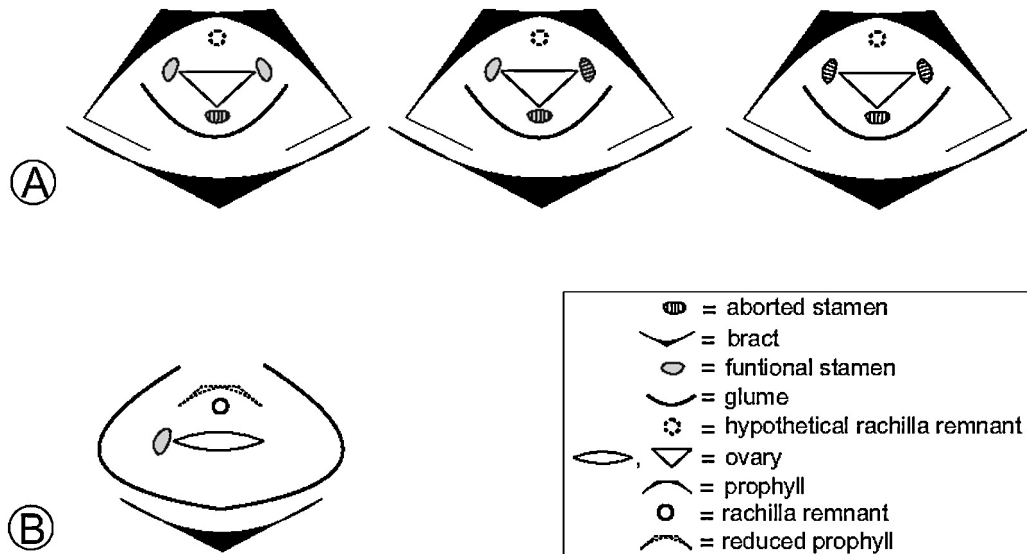 A
= aborted stamen
= bract
= funtional stamen
= glume
= hypothetical rachilla remnant
, = ovary
= prophyll
= rachilla remnant
= reduced prophyll
B